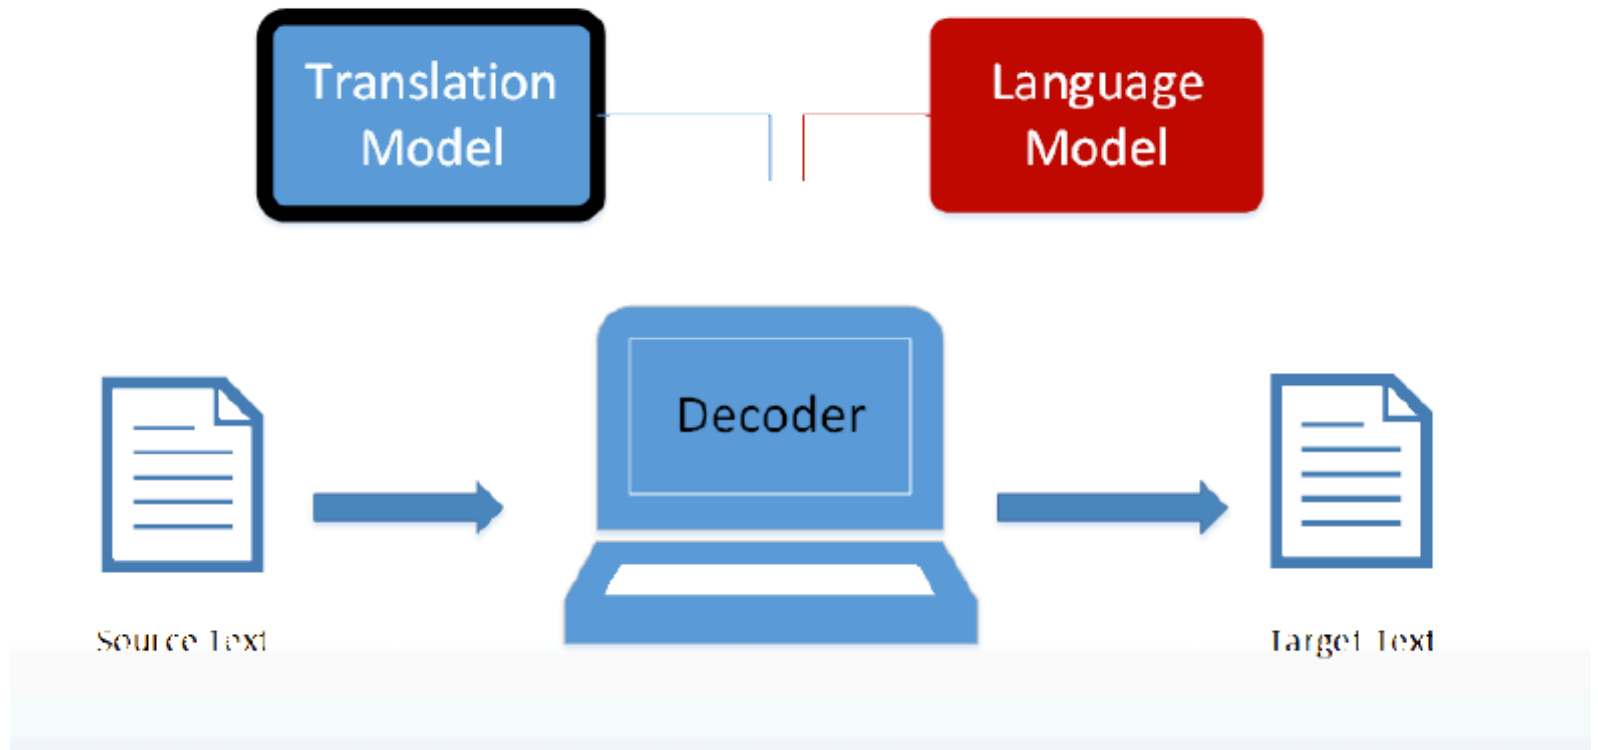 Translation
Model
Language
Model
Decoder
Source Text
Target Text